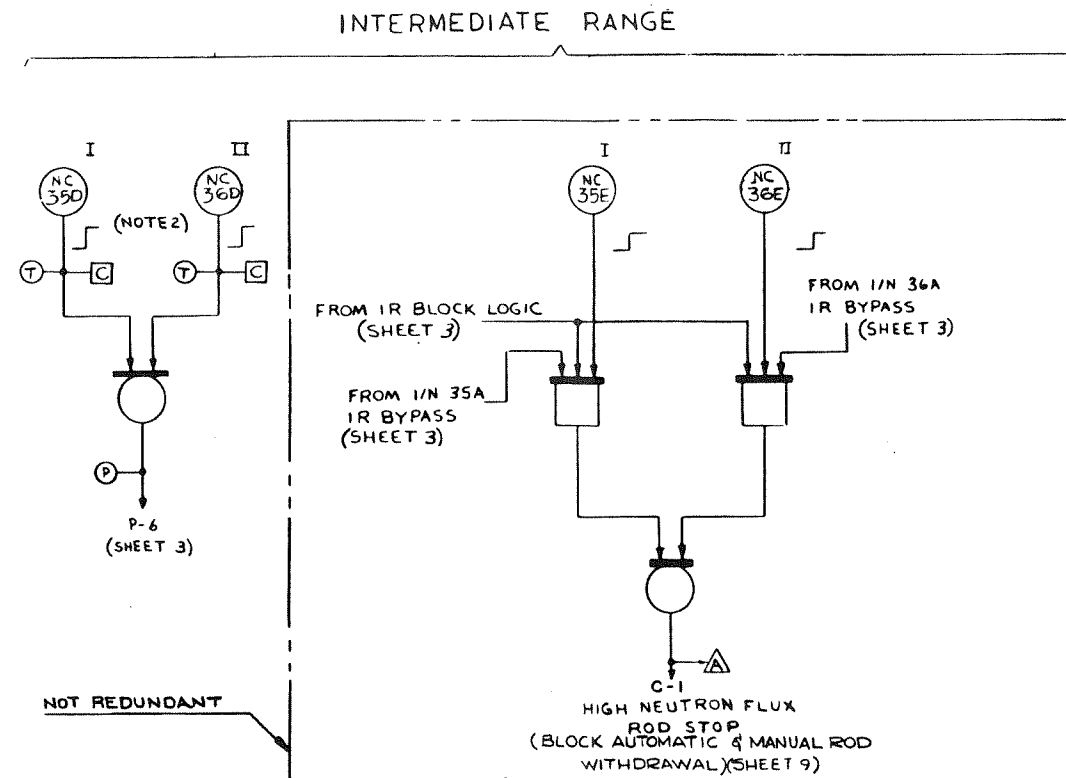 INTERMEDIATE RANGE
I
II
I
II
NC
35D
NC
36D
NC
35E
NC
36E
(NOTE 2)
T
C
T
C
FROM I/N 36A
IR BYPASS
(SHEET 3)
FROM IR BLOCK LOGIC
(SHEET 3)
FROM I/N 35A
IR BYPASS
(SHEET 3)
P
P-6
(SHEET 3)
A
C-1
HIGH NEUTRON FLUX
ROD STOP
(BLOCK AUTOMATIC & MANUAL ROD
WITHDRAWAL)(SHEET 9)
NOT REDUNDANT